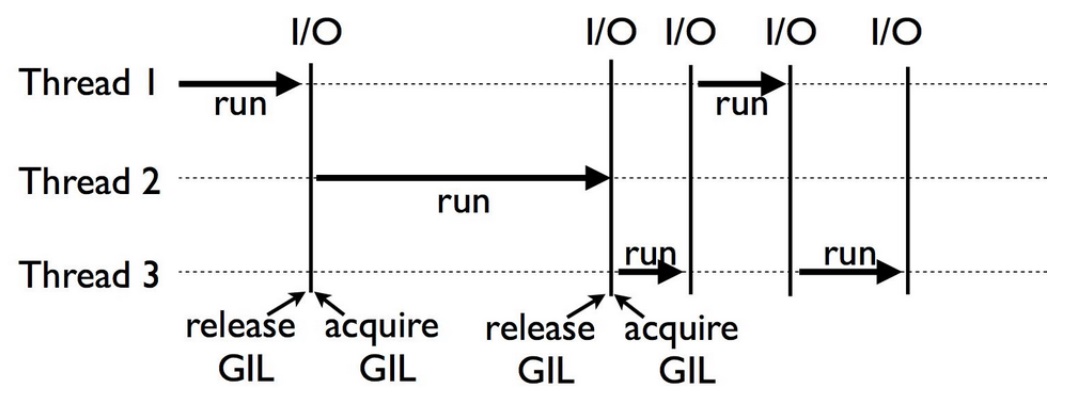 I/O I/O I/O I/O I/O
Thread 1
run run
Thread 2
run
run run
Thread 3
release acquire release acquire
GIL GIL GIL GIL